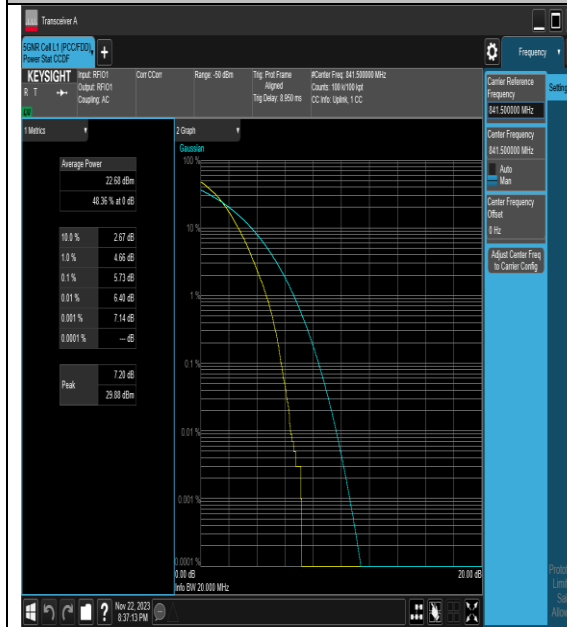 Transceiver A
5GNR Cell L1 (PCC/FDD),
Power Stat CCDF
+
Frequency
KEYSIGHT
R T
Input: RFIO1
Output: RFIO1
Coupling: AC
Corr CCorr
Range: -50 dBm
Trig: Prot Frame
Aligned
Trig Delay: 8.950 ms
#Center Freq: 841.500000 MHz
Counts: 100 k/100 kpt
CC Info: Uplink, 1 CC
1 Metrics
Average Power
22.68 dBm
48.36 % at 0 dB
10.0 % 2.67 dB
1.0 % 4.66 dB
0.1 % 5.73 dB
0.01 % 6.40 dB
0.001 % 7.14 dB
0.0001 % --- dB
Peak
7.20 dB
29.88 dBm
2 Graph
Gaussian
100 %
10 %
1 %
0.1 %
0.01 %
0.001 %
0.0001 %
0.00 dB
20.00 dB
Info BW 20.000 MHz
Carrier Reference
Frequency
841.500000 MHz
Center Frequency
841.500000 MHz
Auto
Man
Center Frequency
Offset
0 Hz
Adjust Center Freq
to Carrier Config
Setting
?
Nov 22, 2023
8:37:13 PM